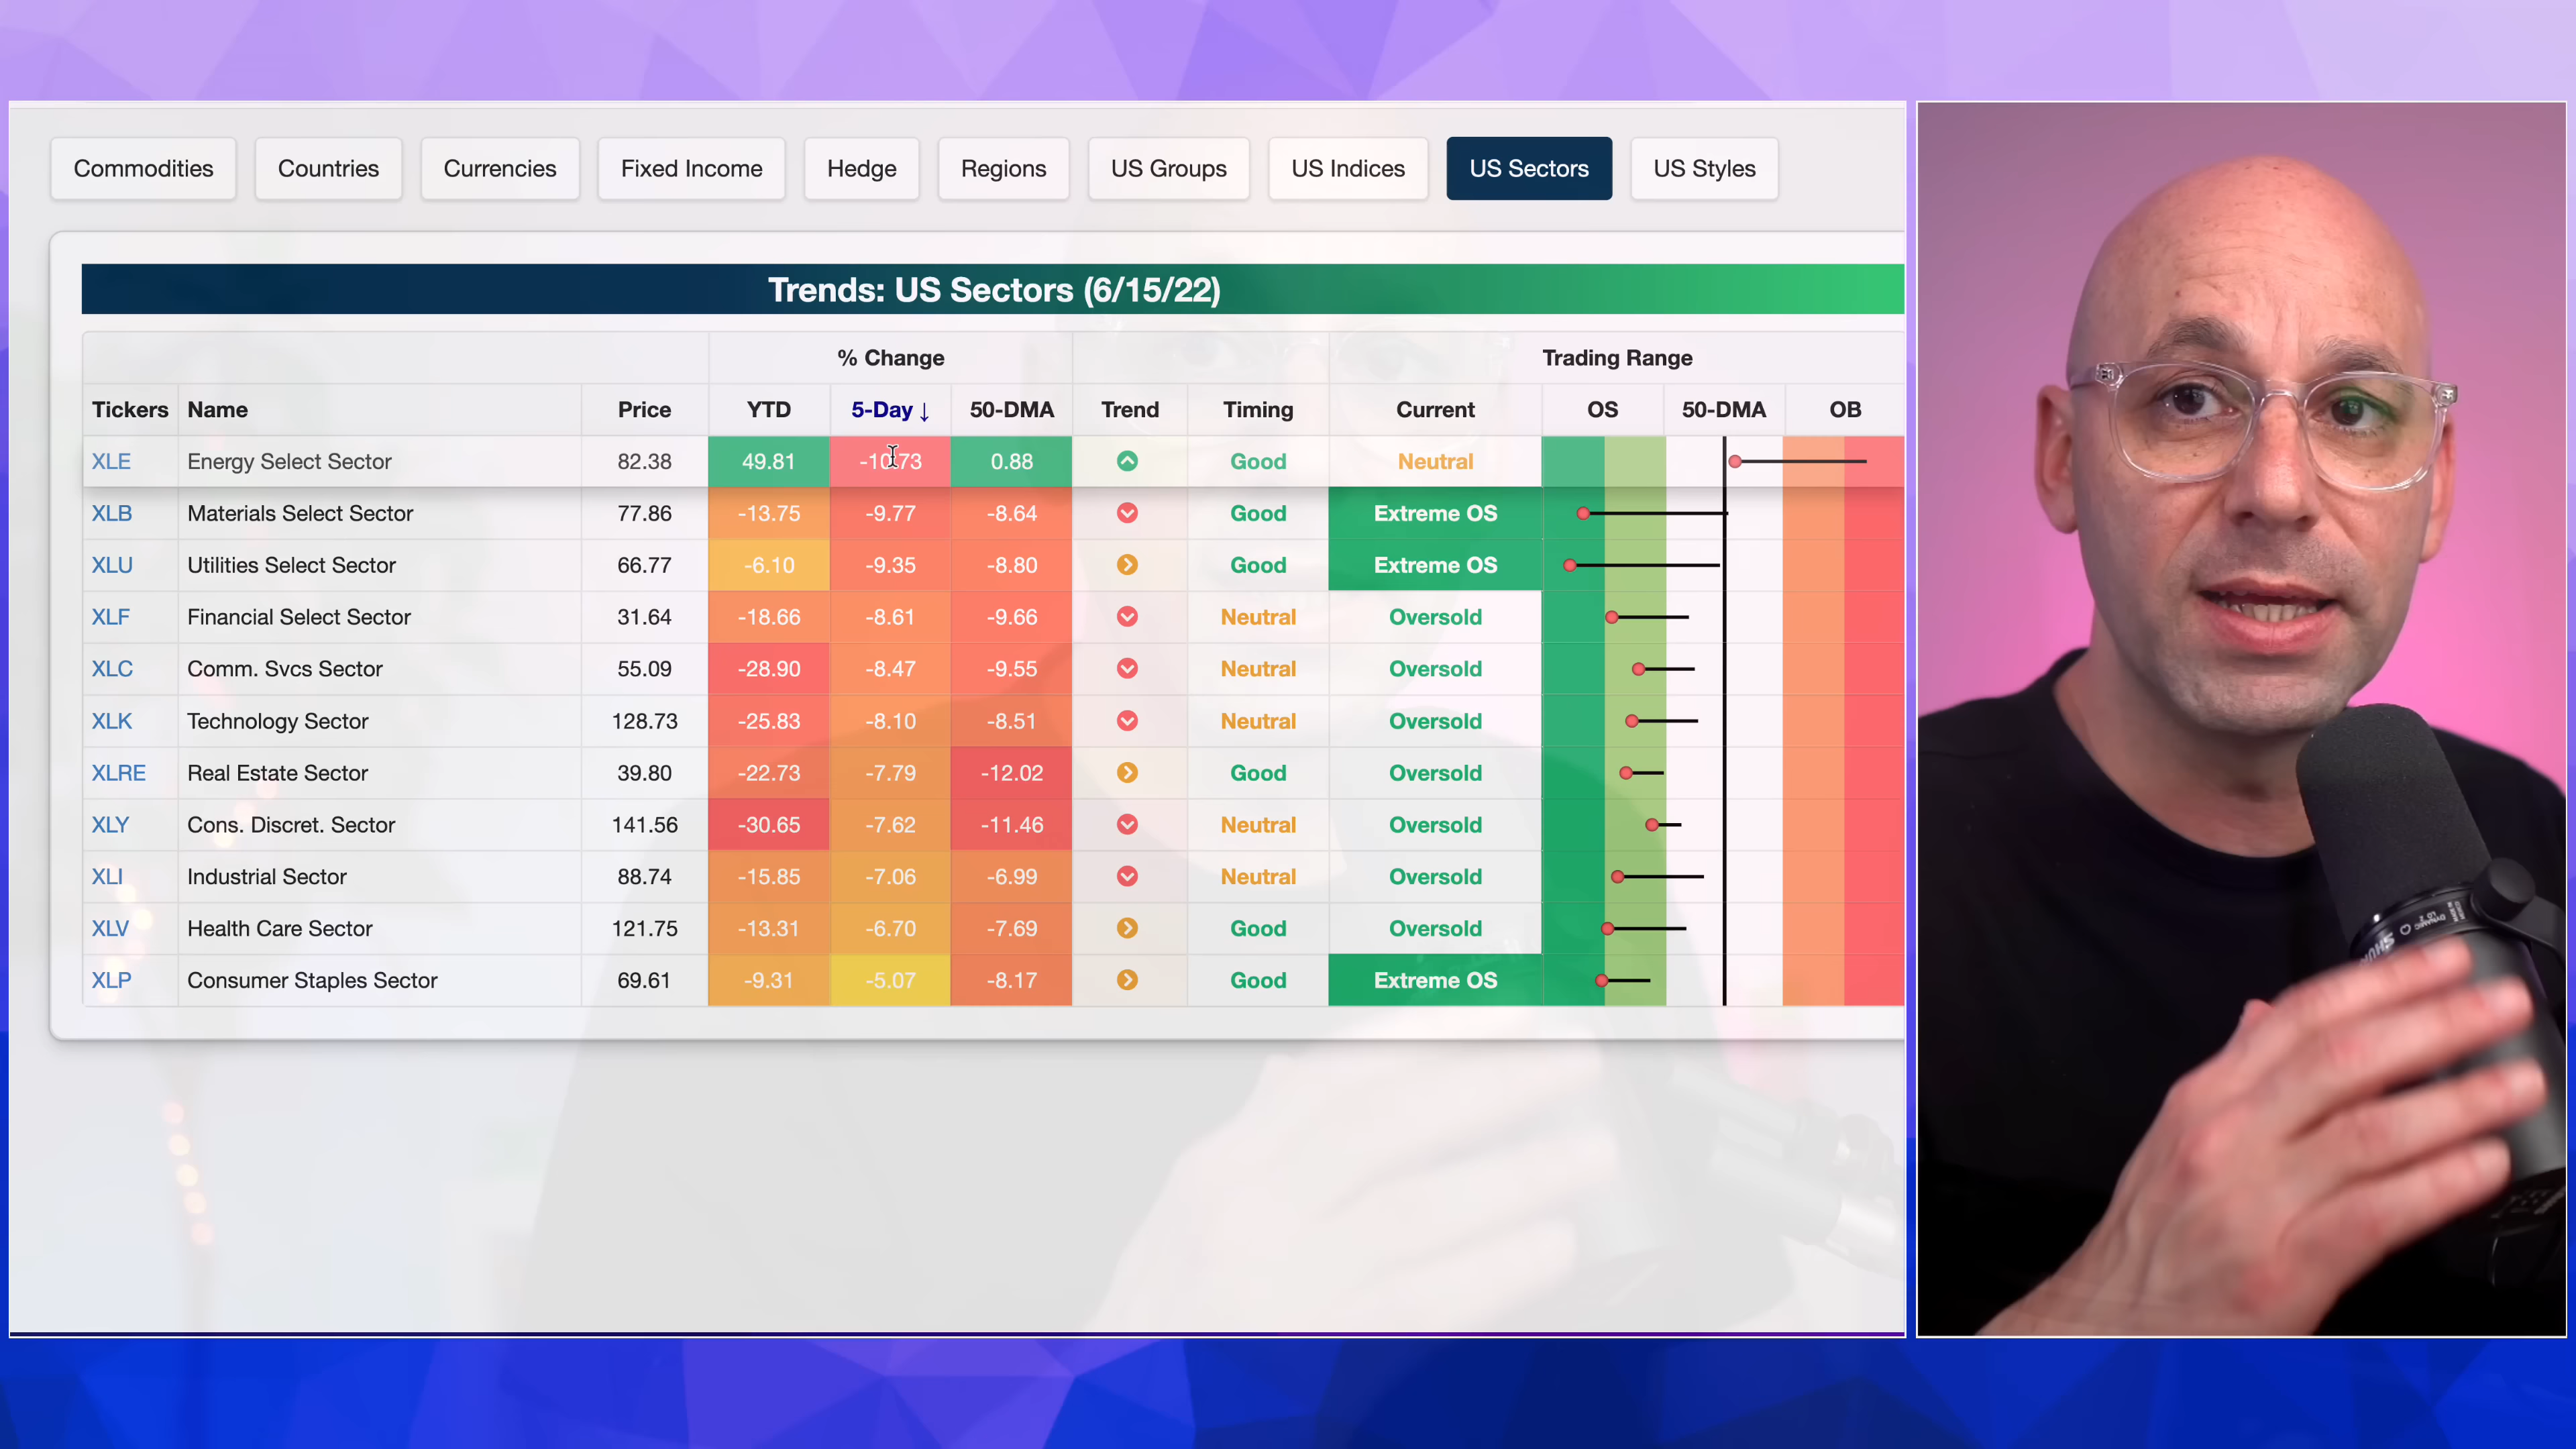 Commodities Countries Currencies Fixed Income Hedge Regions US Groups US Indices US Sectors US Styles
Trends: US Sectors (6/15/22)
% Change Trading Range
Tickers Name Price YTD 5-Day ↓ 50-DMA Trend Timing Current OS 50-DMA OB
XLE Energy Select Sector 82.38 49.81 -10.73 0.88 Good Neutral
XLB Materials Select Sector 77.86 -13.75 -9.77 -8.64 Good Extreme OS
XLU Utilities Select Sector 66.77 -6.10 -9.35 -8.80 Good Extreme OS
XLF Financial Select Sector 31.64 -18.66 -8.61 -9.66 Neutral Oversold
XLC Comm. Svcs Sector 55.09 -28.90 -8.47 -9.55 Neutral Oversold
XLK Technology Sector 128.73 -25.83 -8.10 -8.51 Neutral Oversold
XLRE Real Estate Sector 39.80 -22.73 -7.79 -12.02 Good Oversold
XLY Cons. Discret. Sector 141.56 -30.65 -7.62 -11.46 Neutral Oversold
XLI Industrial Sector 88.74 -15.85 -7.06 -6.99 Neutral Oversold
XLV Health Care Sector 121.75 -13.31 -6.70 -7.69 Good Oversold
XLP Consumer Staples Sector 69.61 -9.31 -5.07 -8.17 Good Extreme OS